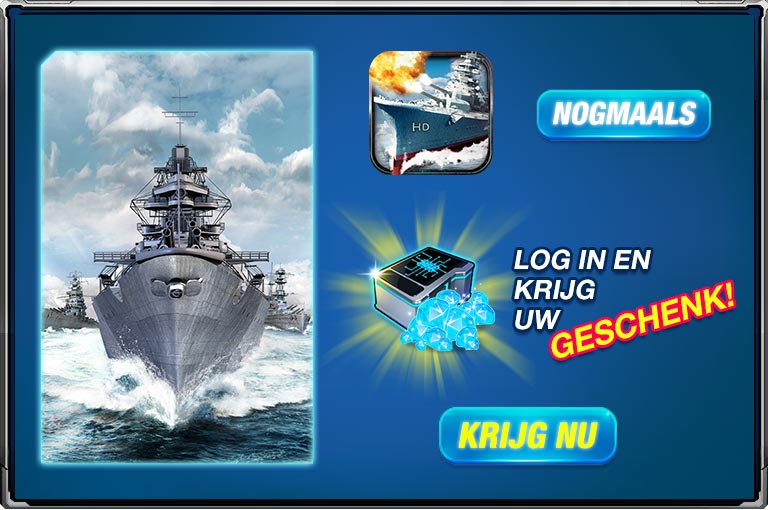 HD
NOGMAALS
LOG IN EN
KRIJG
UW
GESCHENK!
KRIJG NU